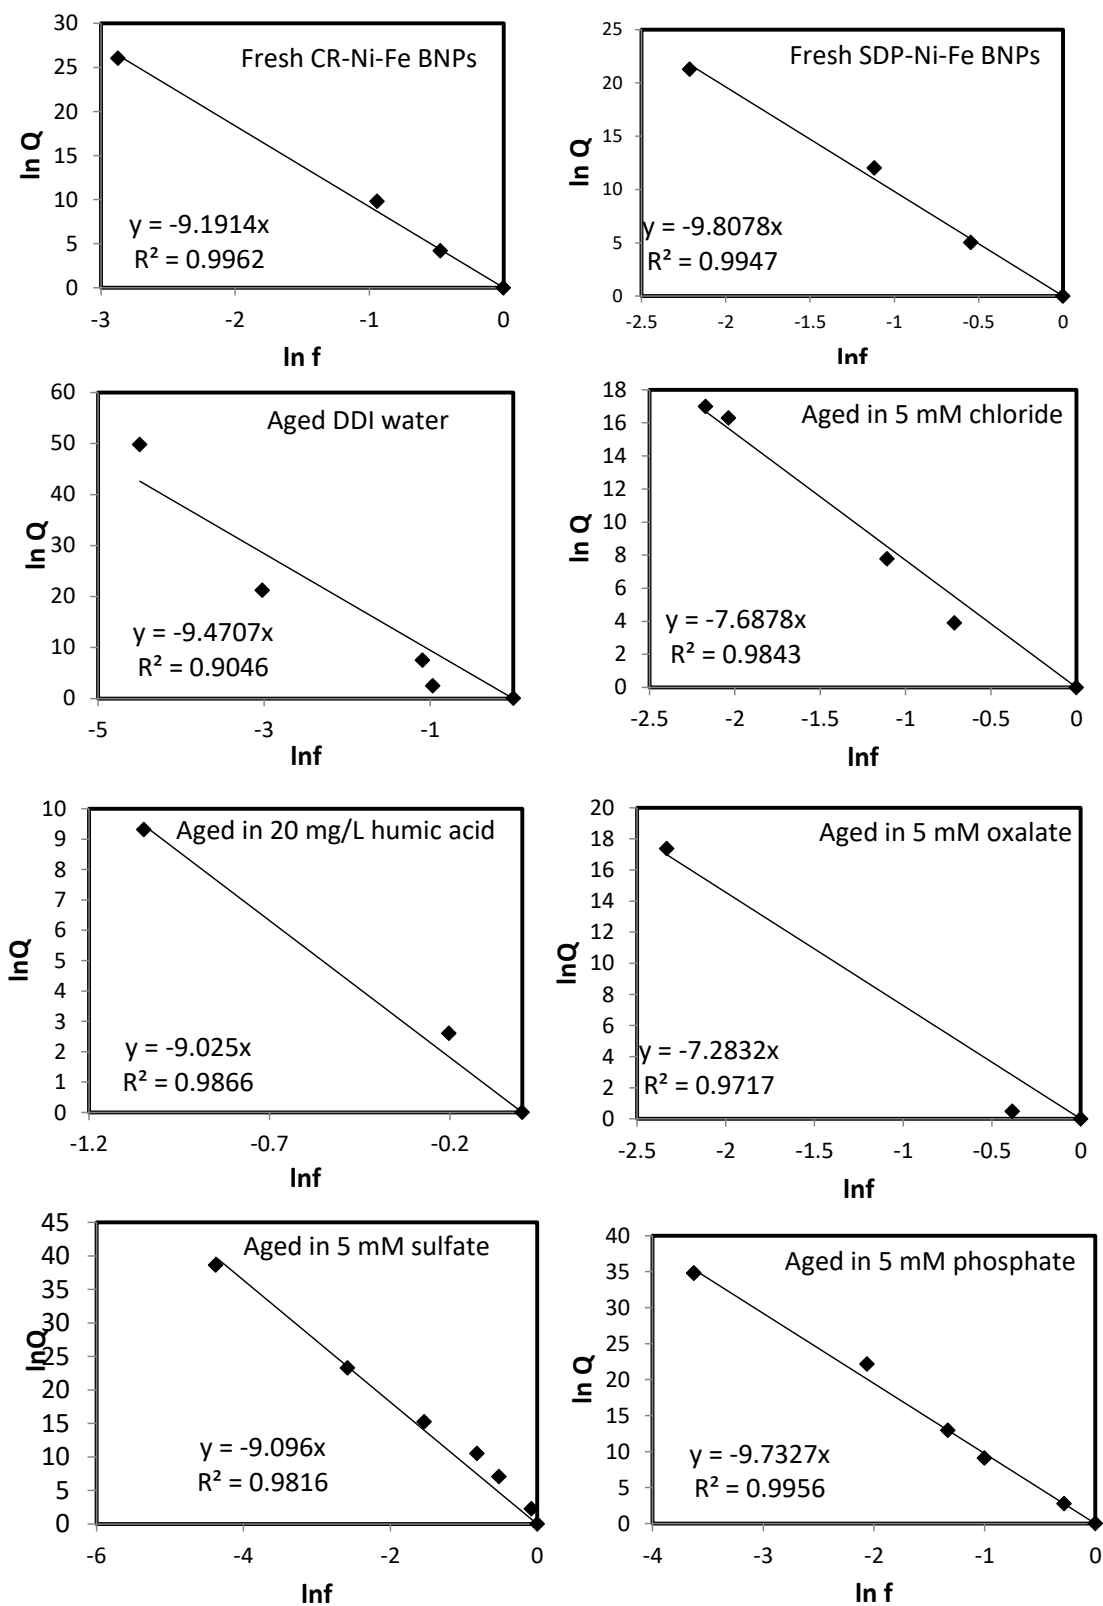 Fresh CR-Ni-Fe BNPs
30
25
20
15
10
5
0
ln Q
y = -9.1914x
R² = 0.9962
-3
-2
-1
0
ln f
Fresh SDP-Ni-Fe BNPs
25
20
15
10
5
0
ln Q
y = -9.8078x
R² = 0.9947
-2.5
-2
-1.5
-1
-0.5
0
lnf
Aged DDI water
60
50
40
30
20
10
0
ln Q
y = -9.4707x
R² = 0.9046
-5
-3
-1
lnf
Aged in 5 mM chloride
18
16
14
12
10
8
6
4
2
0
ln Q
y = -7.6878x
R² = 0.9843
-2.5
-2
-1.5
-1
-0.5
0
lnf
Aged in 20 mg/L humic acid
10
9
8
7
6
5
4
3
2
1
0
lnQ
y = -9.025x
R² = 0.9866
-1.2
-0.7
-0.2
lnf
Aged in 5 mM oxalate
20
18
16
14
12
10
8
6
4
2
0
lnQ
y = -7.2832x
R² = 0.9717
-2.5
-2
-1.5
-1
-0.5
0
lnf
Aged in 5 mM sulfate
45
40
35
30
25
20
15
10
5
0
lnQ
y = -9.096x
R² = 0.9816
-6
-4
-2
0
lnf
Aged in 5 mM phosphate
40
35
30
25
20
15
10
5
0
ln Q
y = -9.7327x
R² = 0.9956
-4
-3
-2
-1
0
ln f